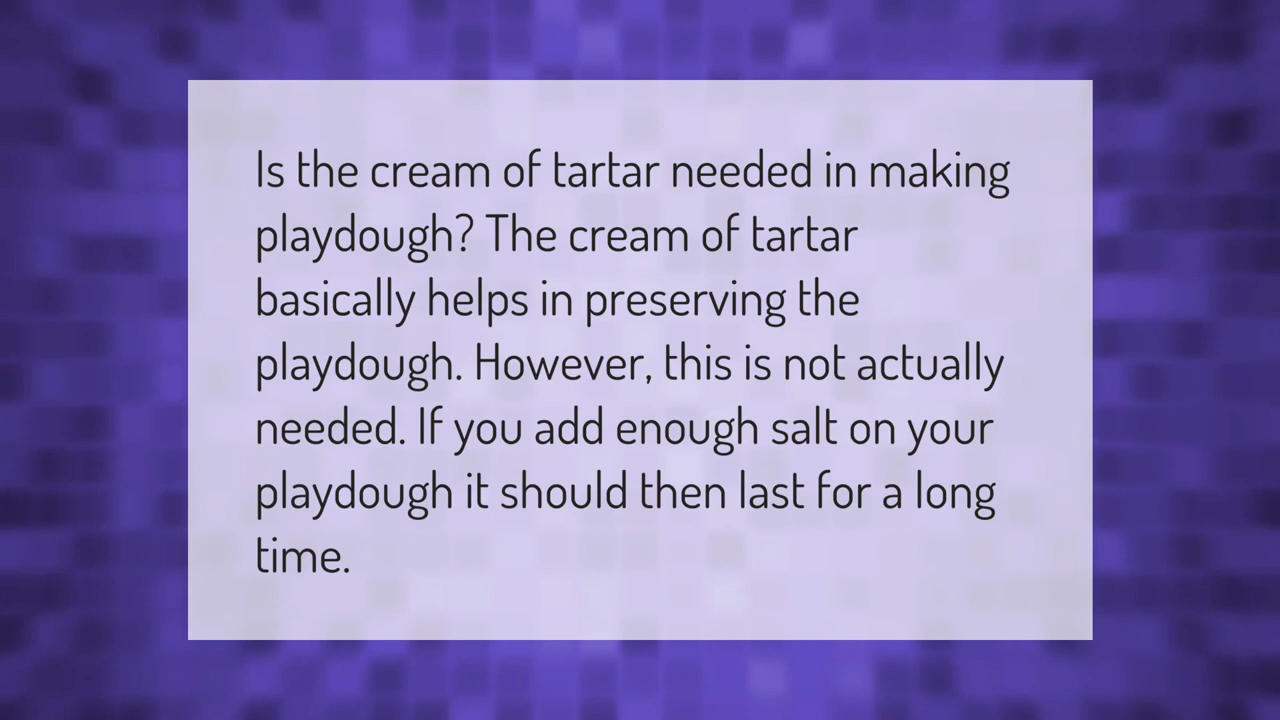 Is the cream of tartar needed in making
playdough? The cream of tartar
basically helps in preserving the
playdough. However, this is not actually
needed. If you add enough salt on your
playdough it should then last for a long
time.